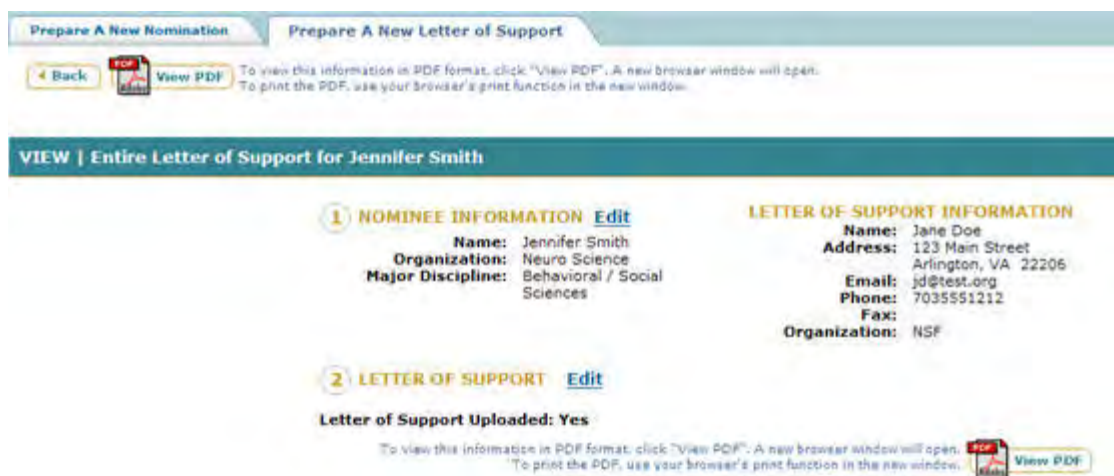 Prepare A New Nomination
Prepare A New Letter of Support
Back
PDF
View PDF
To view this information in PDF format, click "View PDF". A new browser window will open.
To print the PDF, use your browser's print function in the new window.
VIEW | Entire Letter of Support for Jennifer Smith
1 NOMINEE INFORMATION Edit
Name: Jennifer Smith
Organization: Neuro Science
Major Discipline: Behavioral / Social
Sciences
LETTER OF SUPPORT INFORMATION
Name: Jane Doe
Address: 123 Main Street
Arlington, VA 22206
Email: jd@test.org
Phone: 7035551212
Fax:
Organization: NSF
2 LETTER OF SUPPORT Edit
Letter of Support Uploaded: Yes
To view this information in PDF format, click "View PDF". A new browser window will open.
To print the PDF, use your browser's print function in the new window.
PDF
View PDF